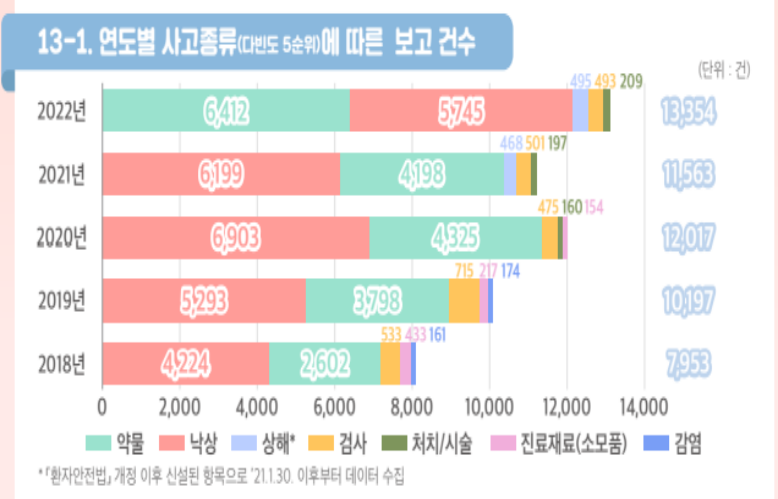 13-1. 연도별 사고종류(다빈도 5순위)에 따른 보고 건수
(단위 : 건)
495 493 209
2022년 6,412 5,745 13,354
468 501 197
2021년 6,199 4,198 11,563
475 160 154
2020년 6,903 4,325 12,017
715 217 174
2019년 5,293 3,798 10,197
533 433 161
2018년 4,224 2,602 7,953
0 2,000 4,000 6,000 8,000 10,000 12,000 14,000
약물 낙상 상해* 검사 처치/시술 진료재료(소모품) 감염
*「환자안전법」 개정 이후 신설된 항목으로 '21.1.30. 이후부터 데이터 수집